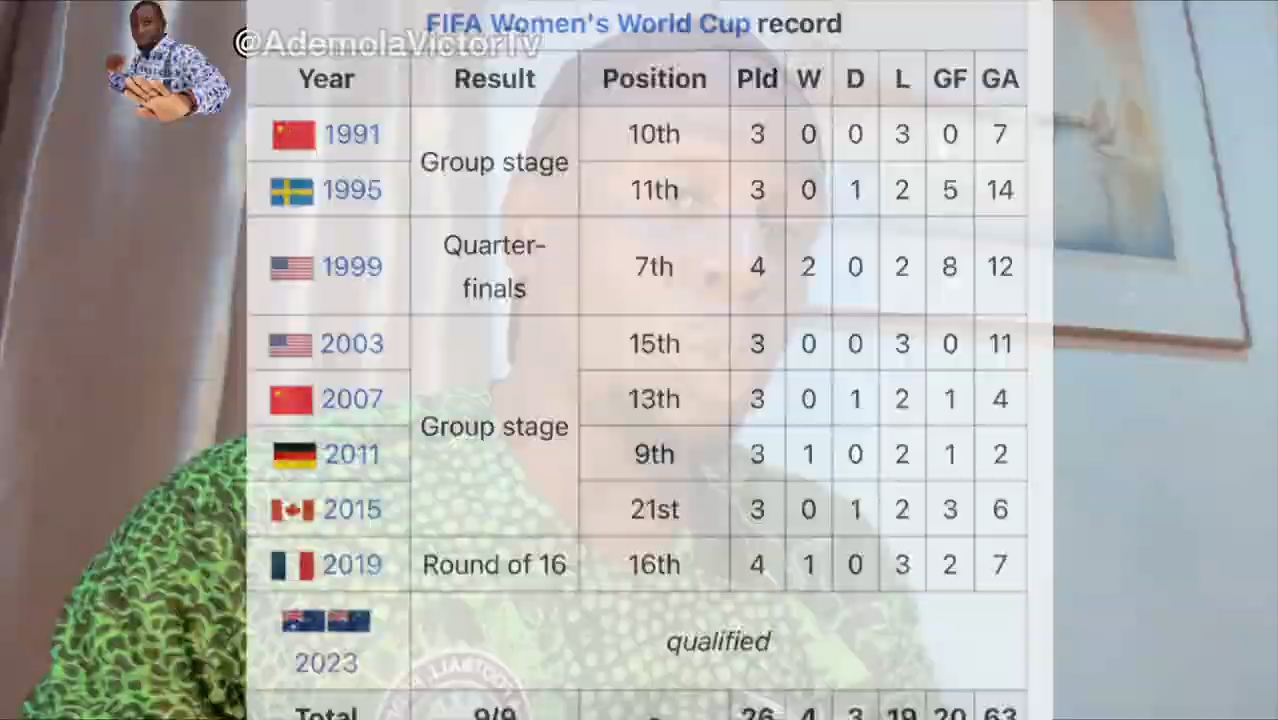 @AdemolaVictorTv
FIFA Women's World Cup record
Year Result Position Pld W D L GF GA
1991 Group stage 10th 3 0 0 3 0 7
1995 11th 3 0 1 2 5 14
1999 Quarter-
finals 7th 4 2 0 2 8 12
2003 Group stage 15th 3 0 0 3 0 11
2007 13th 3 0 1 2 1 4
2011 9th 3 1 0 2 1 2
2015 21st 3 0 1 2 3 6
2019 Round of 16 16th 4 1 0 3 2 7
2023 qualified
Total 9/9 - 26 4 3 19 20 63